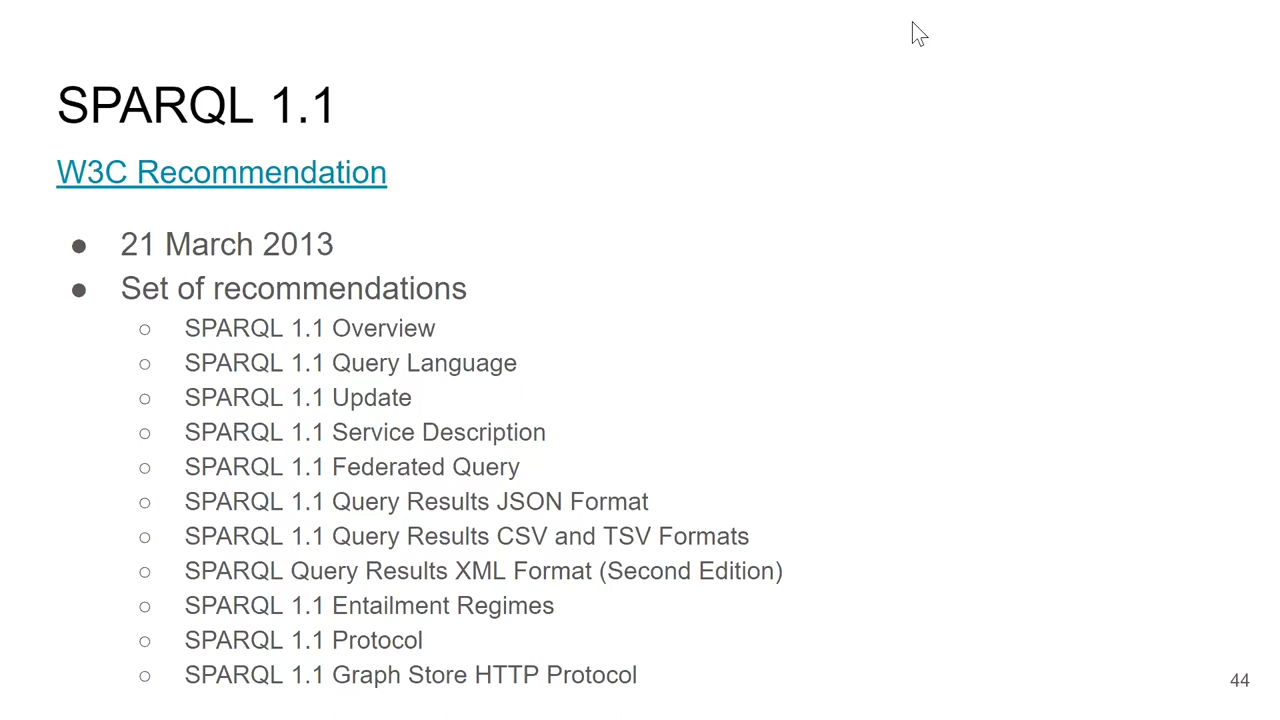 SPARQL 1.1
W3C Recommendation
● 21 March 2013
● Set of recommendations
○ SPARQL 1.1 Overview
○ SPARQL 1.1 Query Language
○ SPARQL 1.1 Update
○ SPARQL 1.1 Service Description
○ SPARQL 1.1 Federated Query
○ SPARQL 1.1 Query Results JSON Format
○ SPARQL 1.1 Query Results CSV and TSV Formats
○ SPARQL Query Results XML Format (Second Edition)
○ SPARQL 1.1 Entailment Regimes
○ SPARQL 1.1 Protocol
○ SPARQL 1.1 Graph Store HTTP Protocol
44